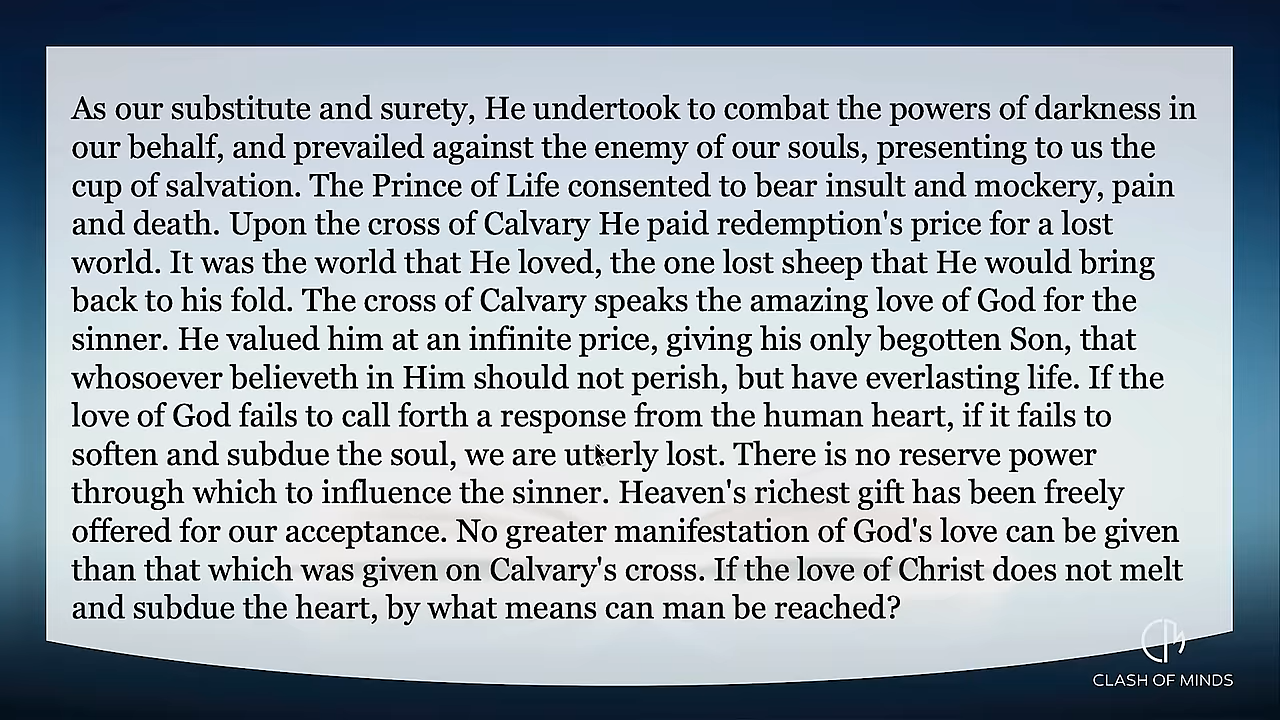 As our substitute and surety, He undertook to combat the powers of darkness in
our behalf, and prevailed against the enemy of our souls, presenting to us the
cup of salvation. The Prince of Life consented to bear insult and mockery, pain
and death. Upon the cross of Calvary He paid redemption's price for a lost
world. It was the world that He loved, the one lost sheep that He would bring
back to his fold. The cross of Calvary speaks the amazing love of God for the
sinner. He valued him at an infinite price, giving his only begotten Son, that
whosoever believeth in Him should not perish, but have everlasting life. If the
love of God fails to call forth a response from the human heart, if it fails to
soften and subdue the soul, we are utterly lost. There is no reserve power
through which to influence the sinner. Heaven's richest gift has been freely
offered for our acceptance. No greater manifestation of God's love can be given
than that which was given on Calvary's cross. If the love of Christ does not melt
and subdue the heart, by what means can man be reached?
CLASH OF MINDS